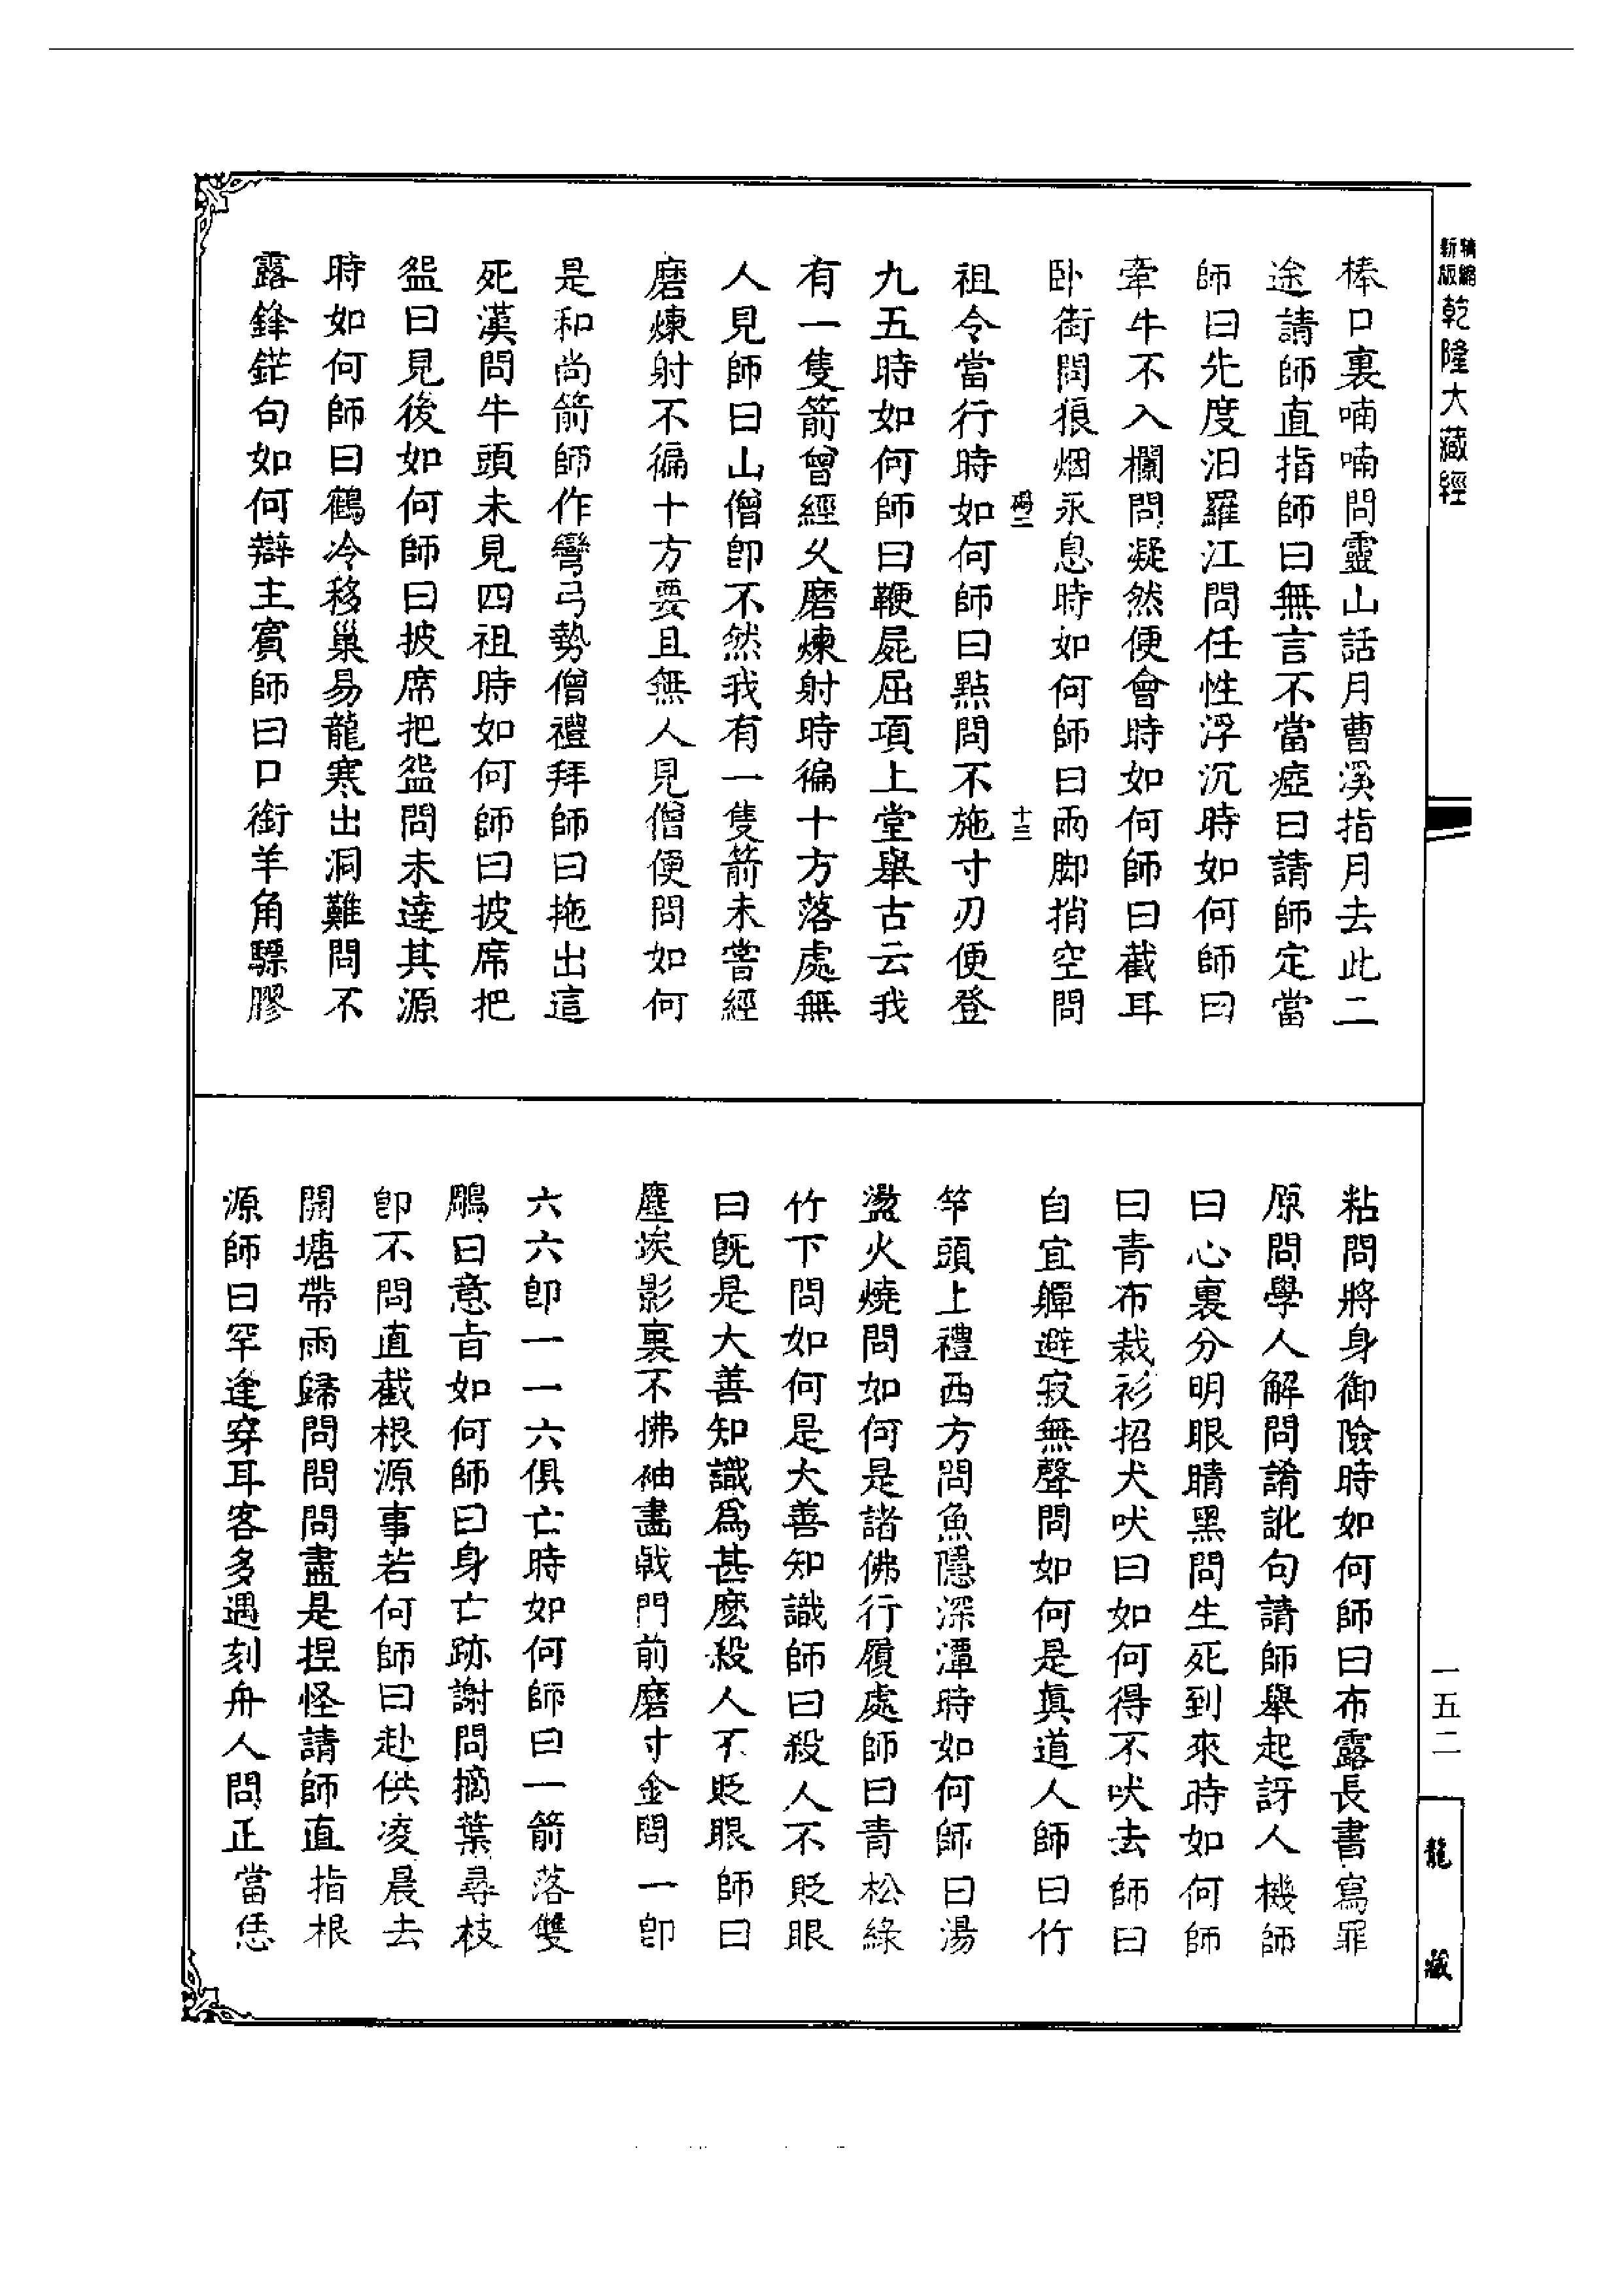 精縮新版乾隆大藏經
棒口裏喃喃問靈山話月曹溪指月去此二
途請師直指師曰無言不當瘂曰請師定當
師曰先度汨羅江問任性浮沉時如何師曰
牽牛不入欄問凝然便會時如何師曰截耳
卧街問狼烟永息時如何師曰兩脚捎空問
十三
祖令當行時如何師曰點問不施寸刃便登
九五時如何師曰鞭屍屈項上堂舉古云我
有一隻箭曾經久磨煉射時徧十方落處無
人見師曰山僧卽不然我有一隻箭未嘗經
磨煉射不徧十方要且無人見僧便問如何
是和尚箭師作彎弓勢僧禮拜師曰拖出這
死漢問牛頭未見四祖時如何師曰披席把
盌曰見後如何師曰披席把盌問未達其源
時如何師曰鶴冷移巢易龍寒出洞難問不
露鋒鋩句如何辯主賓師曰口銜羊角鰾膠
粘問將身御險時如何師曰布露長書寫罪
原問學人解問誵訛句請師舉起訝人機師
曰心裏分明眼睛黑問生死到來時如何師
曰青布裁衫招犬吠曰如何得不吠去師曰
自宜嚲避寂無聲問如何是眞道人師曰竹
竿頭上禮西方問魚隱深潭時如何師曰湯
盪火燒問如何是諸佛行履處師曰青松綠
竹下問如何是大善知識師曰殺人不眨眼
曰旣是大善知識爲甚麽殺人不眨眼師曰
塵埃影裏不拂袖畵戟門前磨寸金問一卽
六六卽一一六俱亡時如何師曰一箭落雙
鵰曰意旨如何師曰身亡跡謝問摘葉尋枝
卽不問直截根源事若何師曰赴供凌晨去
開塘帶雨歸問問問盡是揑怪請師直指根
源師曰罕逢穿耳客多遇刻舟人問正當恁
一五二
龍藏